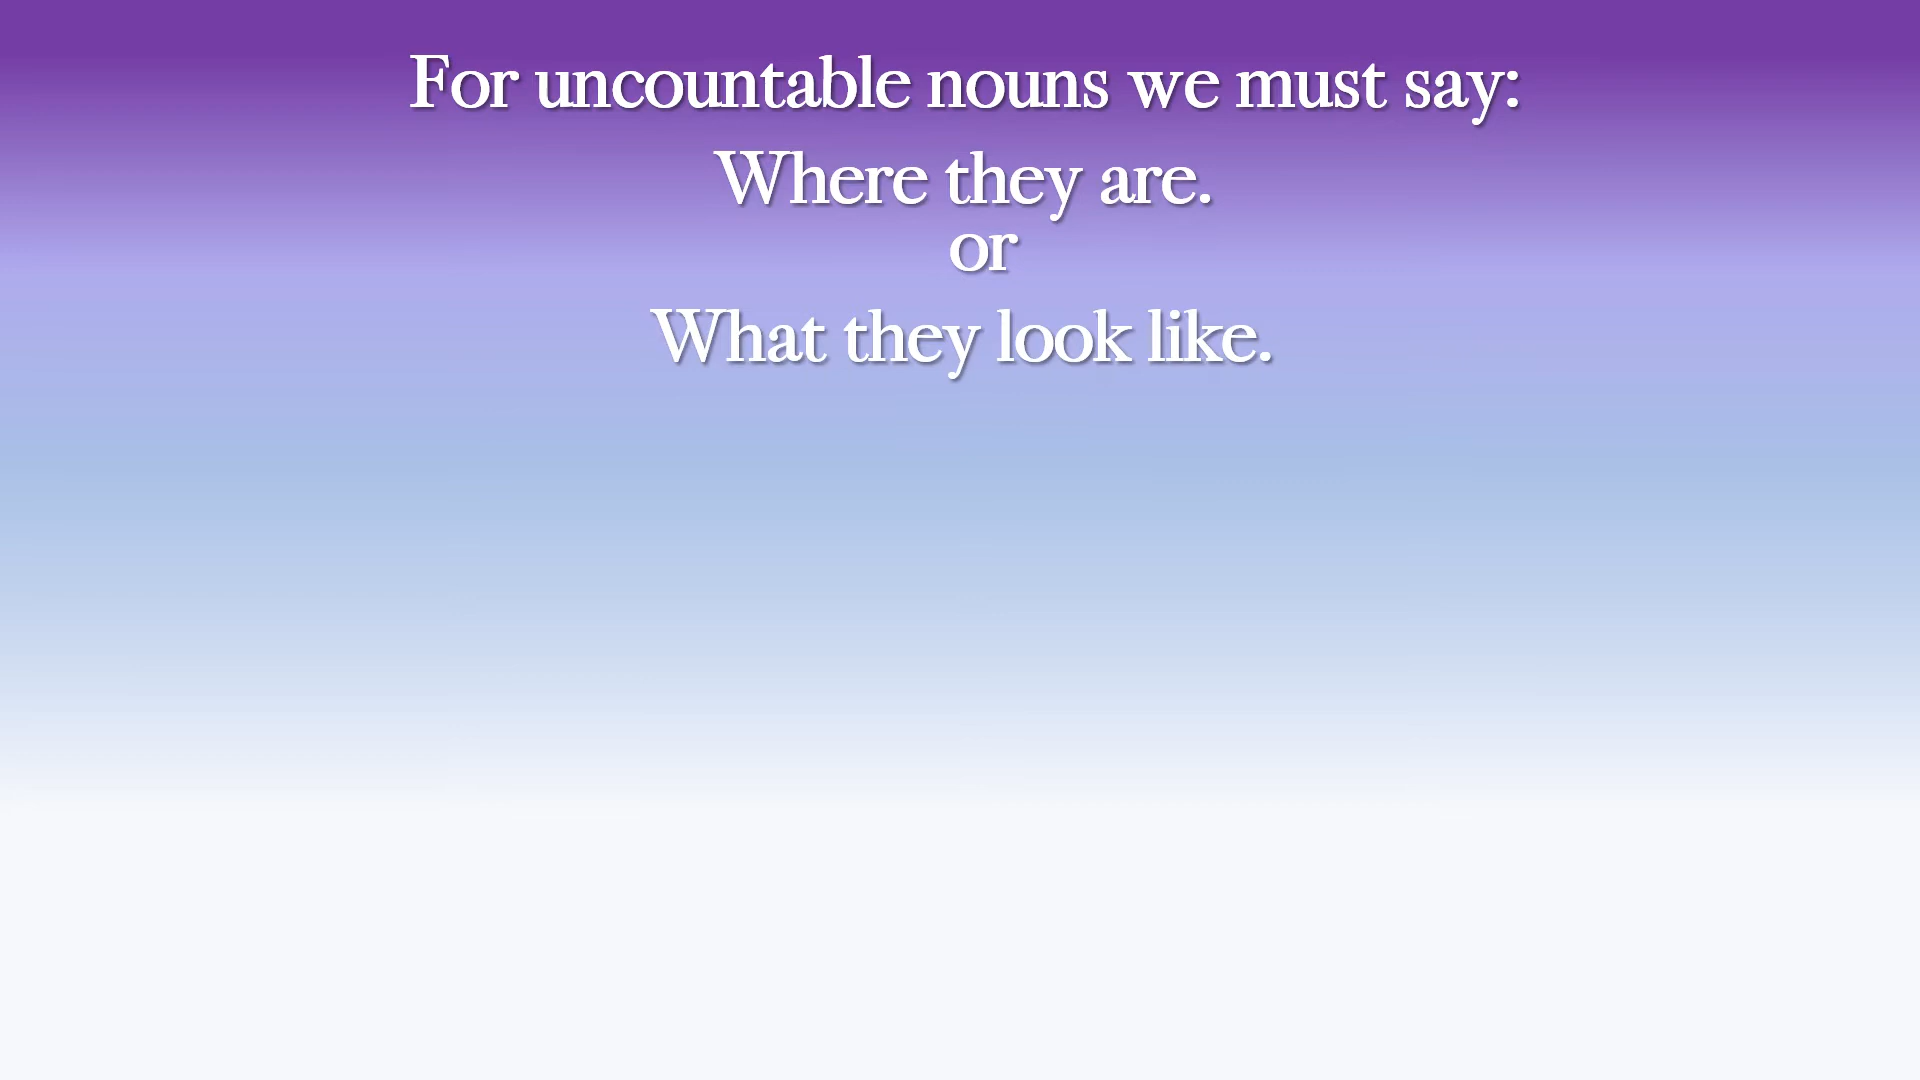 For uncountable nouns we must say:
Where they are.
or
What they look like.